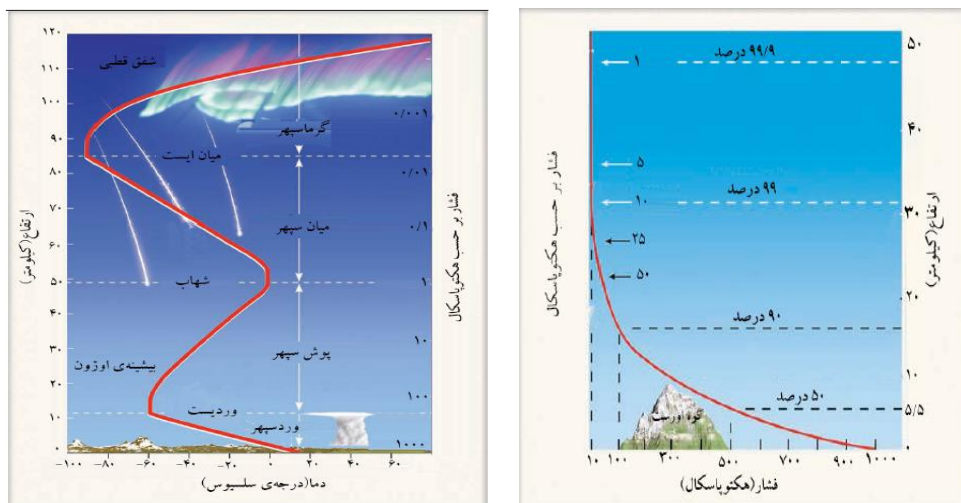 ۱۲۰
۱۱۰
۱۰۰
۹۰
۸۰
۷۰
۶۰
۵۰
۴۰
۳۰
۲۰
۱۰
۰
ارتفاع(کیلومتر)
شفق قطبی
گرماسپهر
میان ایست
میان سپهر
شهاب
پوش سپهر
بیشینه‌ی اوزون
وردیست
وردسپهر
۰/۰۰۱
۰/۰۱
۰/۱
۱
۱۰
۱۰۰
۱۰۰۰
فشار بر حسب هکتوپاسکال
−۱۰۰ −۸۰ −۶۰ −۴۰ −۲۰ ۰ ۲۰ ۴۰ ۶۰
دما(درجه‌ی سلسیوس)
۵۰
۴۰
۳۰
۲۰
۱۰
۵/۵
۰
ارتفاع(کیلومتر)
۹۹/۹ درصد
۹۹ درصد
۹۰ درصد
۵۰ درصد
۱
۵
۱۰
۲۵
۵۰
فشار بر حسب هکتوپاسکال
کوه اورست
۱۰ ۱۰۰ ۳۰۰ ۵۰۰ ۷۰۰ ۹۰۰ ۱۰۰۰
فشار(هکتوپاسکال)